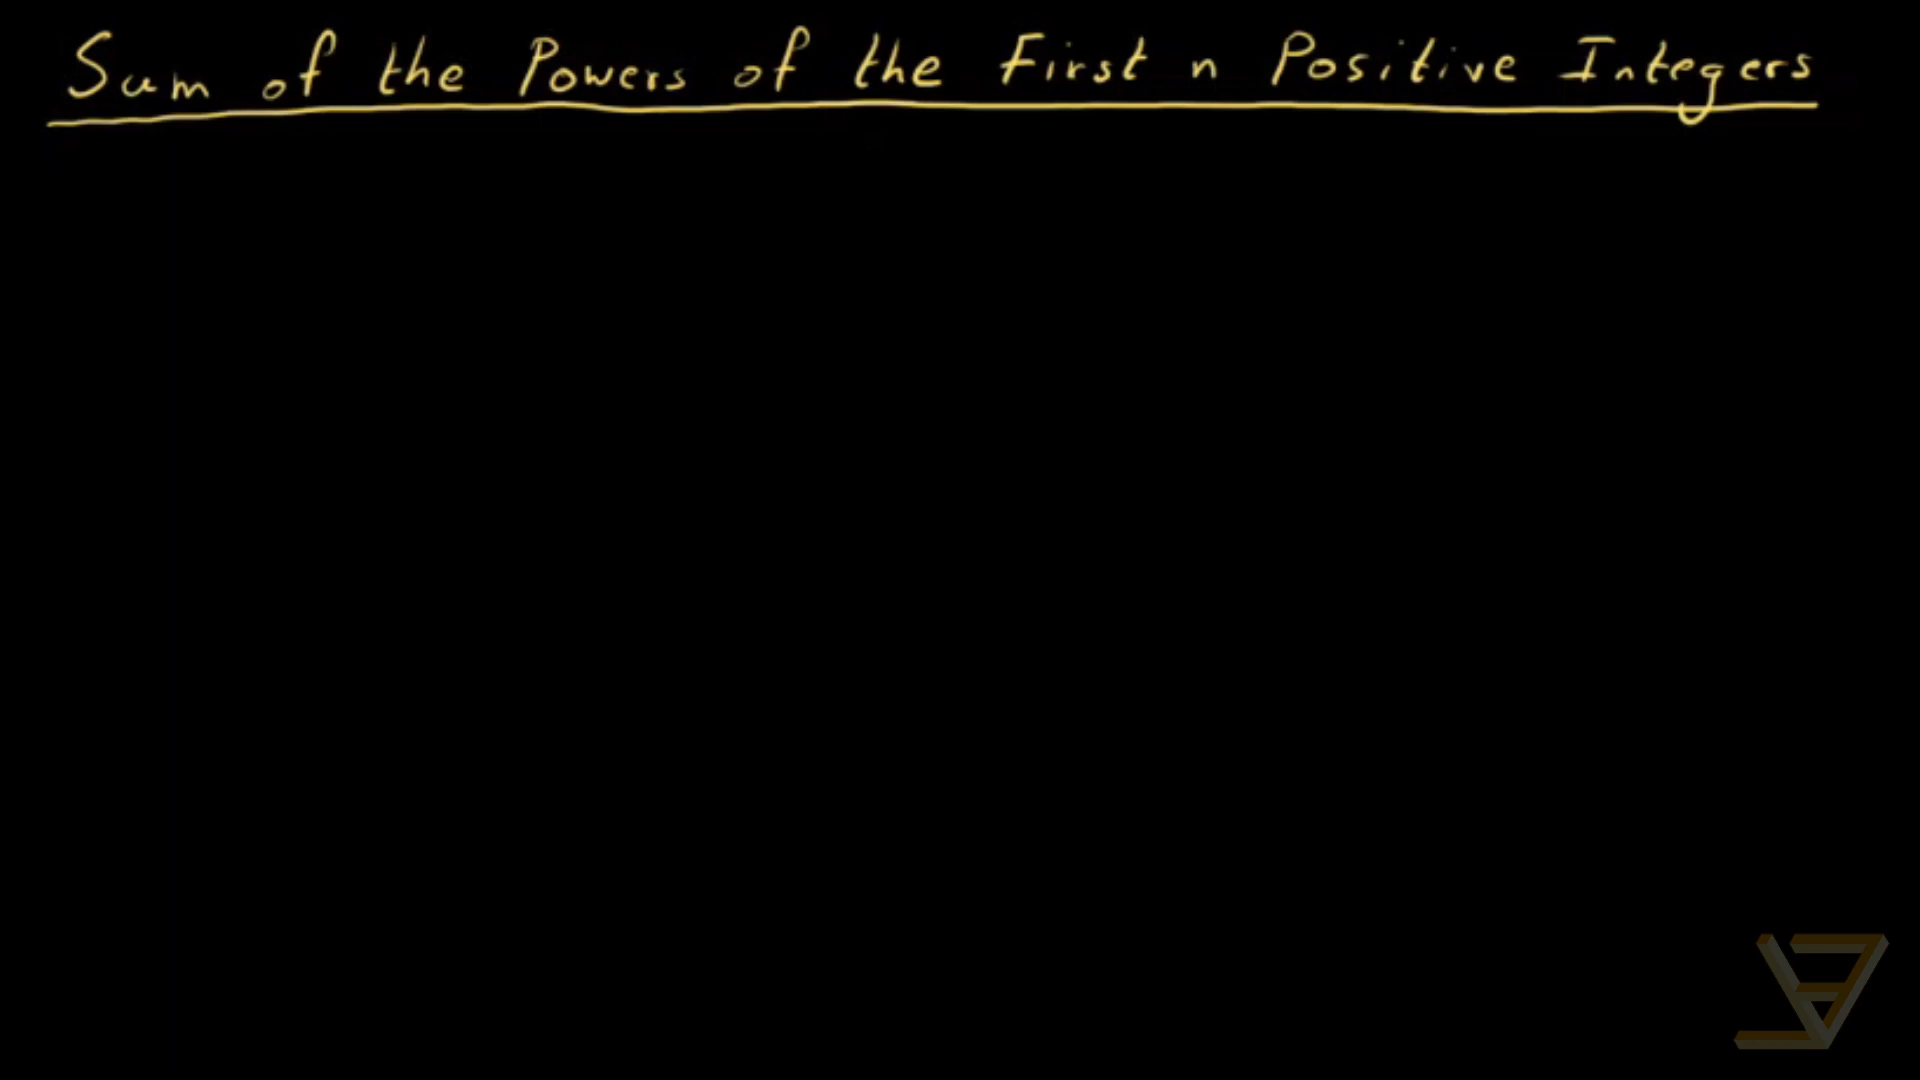 Sum of the Powers of the First n Positive Integers